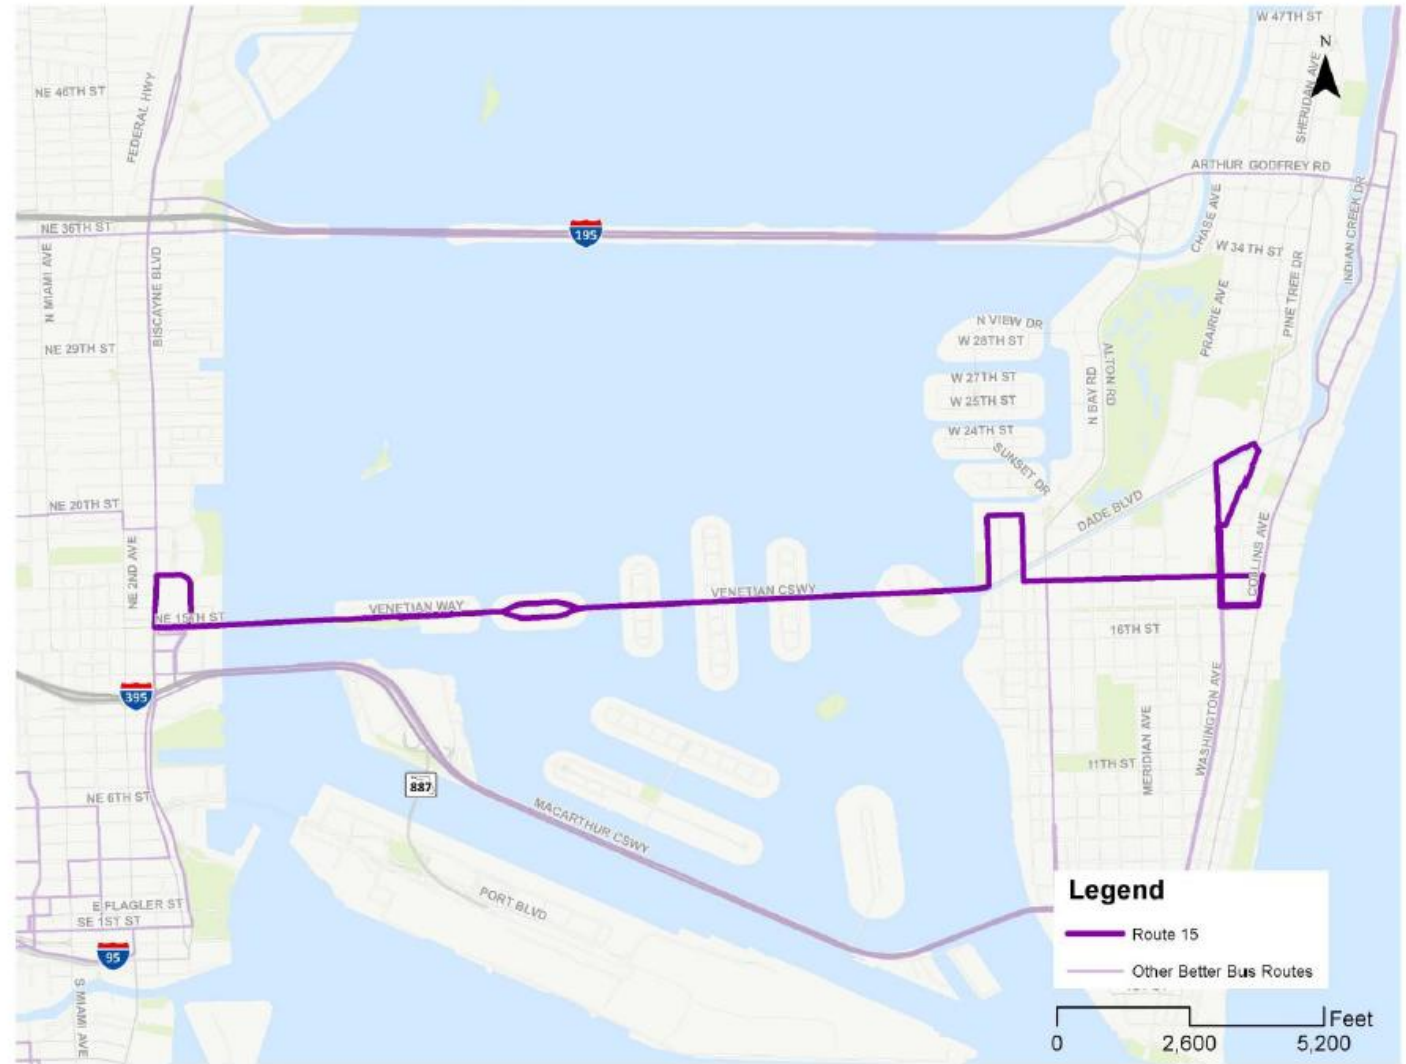 W 47TH ST
N
NE 46TH ST
FEDERAL HWY
SHERIDAN AVE
ARTHUR GODFREY RD
195
NE 36TH ST
N MIAMI AVE
BISCAYNE BLVD
CHASE AVE
W 34TH ST
INDIAN CREEK DR
PINE TREE DR
PRAIRIE AVE
N VIEW DR
W 28TH ST
NE 29TH ST
W 27TH ST
W 25TH ST
N BAY RD
ALTON RD
W 24TH ST
SUNSET DR
NE 20TH ST
DADE BLVD
COLLINS AVE
NE 2ND AVE
VENETIAN WAY
VENETIAN CSWY
NE 15TH ST
16TH ST
395
WASHINGTON AVE
MERIDIAN AVE
11TH ST
887
NE 6TH ST
MACARTHUR CSWY
PORT BLVD
E FLAGLER ST
SE 1ST ST
95
S MIAMI AVE
Legend
Route 15
Other Better Bus Routes
Feet
0 2,600 5,200